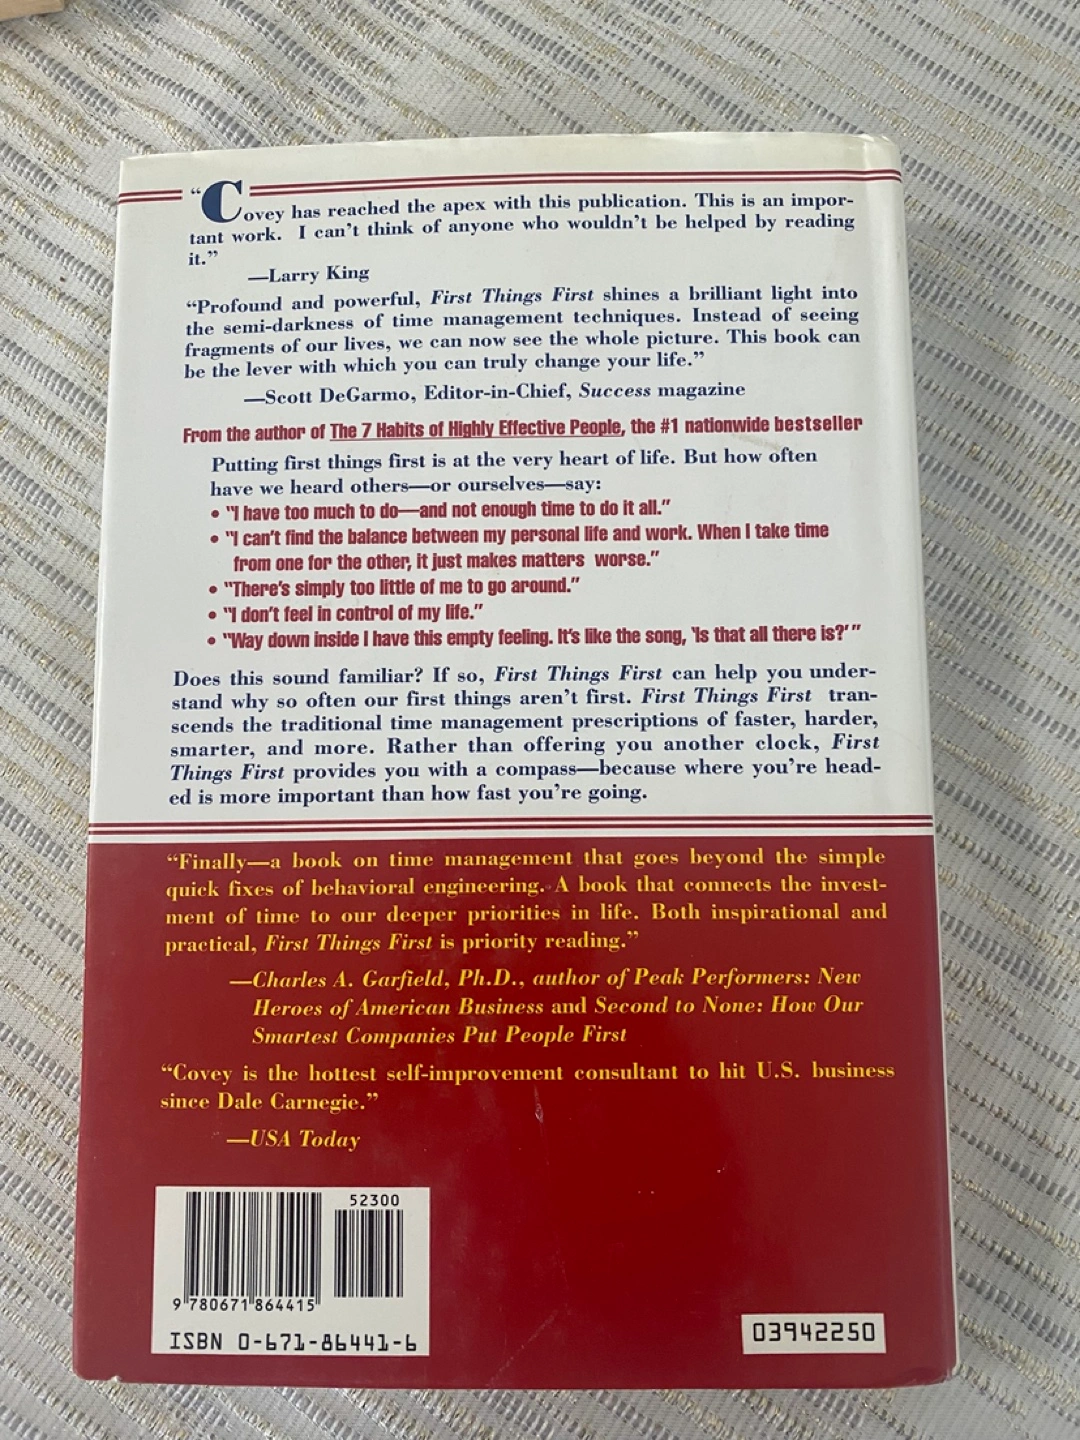 “Covey has reached the apex with this publication. This is an impor-
tant work. I can’t think of anyone who wouldn’t be helped by reading
it.”
—Larry King
“Profound and powerful, First Things First shines a brilliant light into
the semi-darkness of time management techniques. Instead of seeing
fragments of our lives, we can now see the whole picture. This book can
be the lever with which you can truly change your life.”
—Scott DeGarmo, Editor-in-Chief, Success magazine
From the author of The 7 Habits of Highly Effective People, the #1 nationwide bestseller
Putting first things first is at the very heart of life. But how often
have we heard others—or ourselves—say:
• “I have too much to do—and not enough time to do it all.”
• “I can’t find the balance between my personal life and work. When I take time
from one for the other, it just makes matters worse.”
• “There’s simply too little of me to go around.”
• “I don’t feel in control of my life.”
• “Way down inside I have this empty feeling. It’s like the song, ‘Is that all there is?’”
Does this sound familiar? If so, First Things First can help you under-
stand why so often our first things aren’t first. First Things First tran-
scends the traditional time management prescriptions of faster, harder,
smarter, and more. Rather than offering you another clock, First
Things First provides you with a compass—because where you’re head-
ed is more important than how fast you’re going.
“Finally—a book on time management that goes beyond the simple
quick fixes of behavioral engineering. A book that connects the invest-
ment of time to our deeper priorities in life. Both inspirational and
practical, First Things First is priority reading.”
—Charles A. Garfield, Ph.D., author of Peak Performers: New
Heroes of American Business and Second to None: How Our
Smartest Companies Put People First
“Covey is the hottest self-improvement consultant to hit U.S. business
since Dale Carnegie.”
—USA Today
52300
9 780671 864415
ISBN 0-671-86441-6
03942250